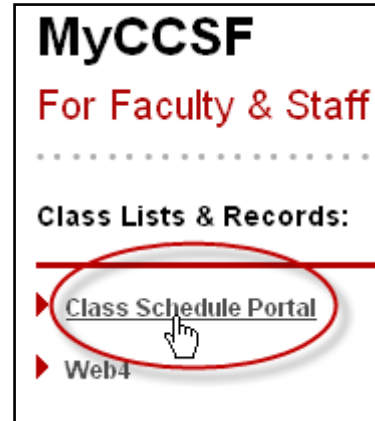 MyCCSF
For Faculty & Staff
Class Lists & Records:
Class Schedule Portal
Web4